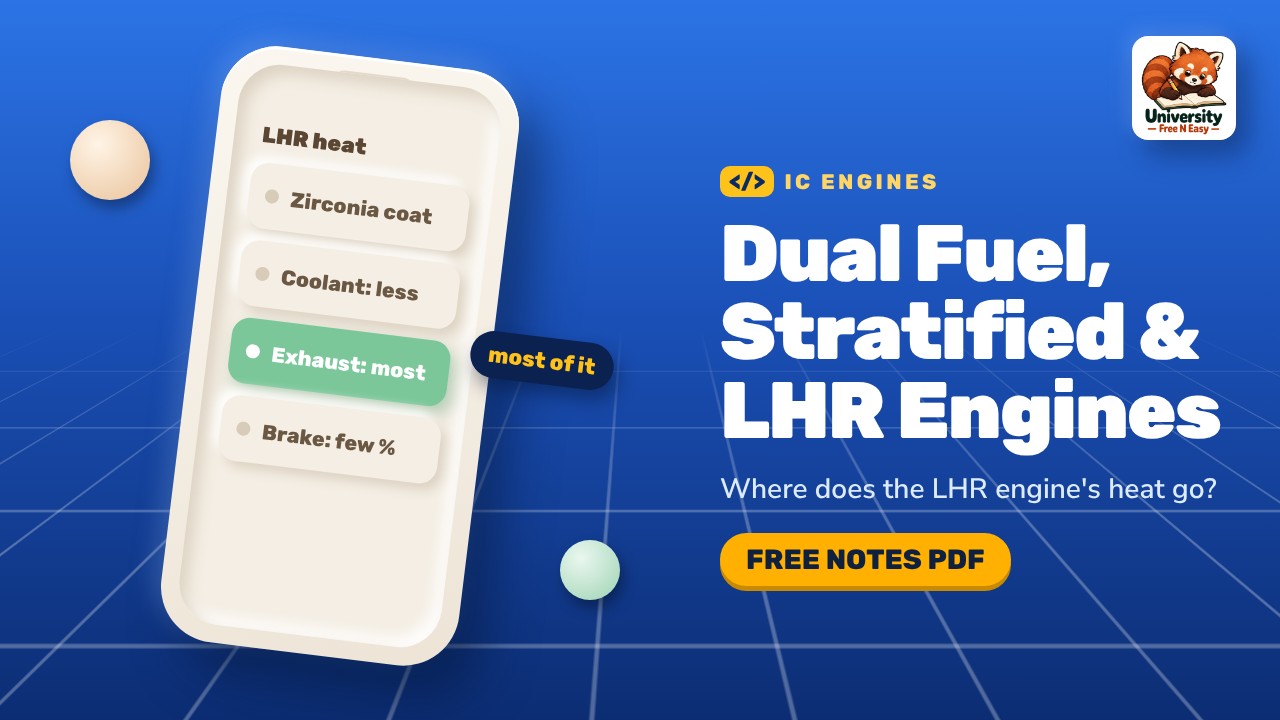 LHR heat
Zirconia coat
Coolant: less
Exhaust: most
most of it
Brake: few %
University
Free N Easy
</> IC ENGINES
Dual Fuel,
Stratified &
LHR Engines
Where does the LHR engine's heat go?
FREE NOTES PDF